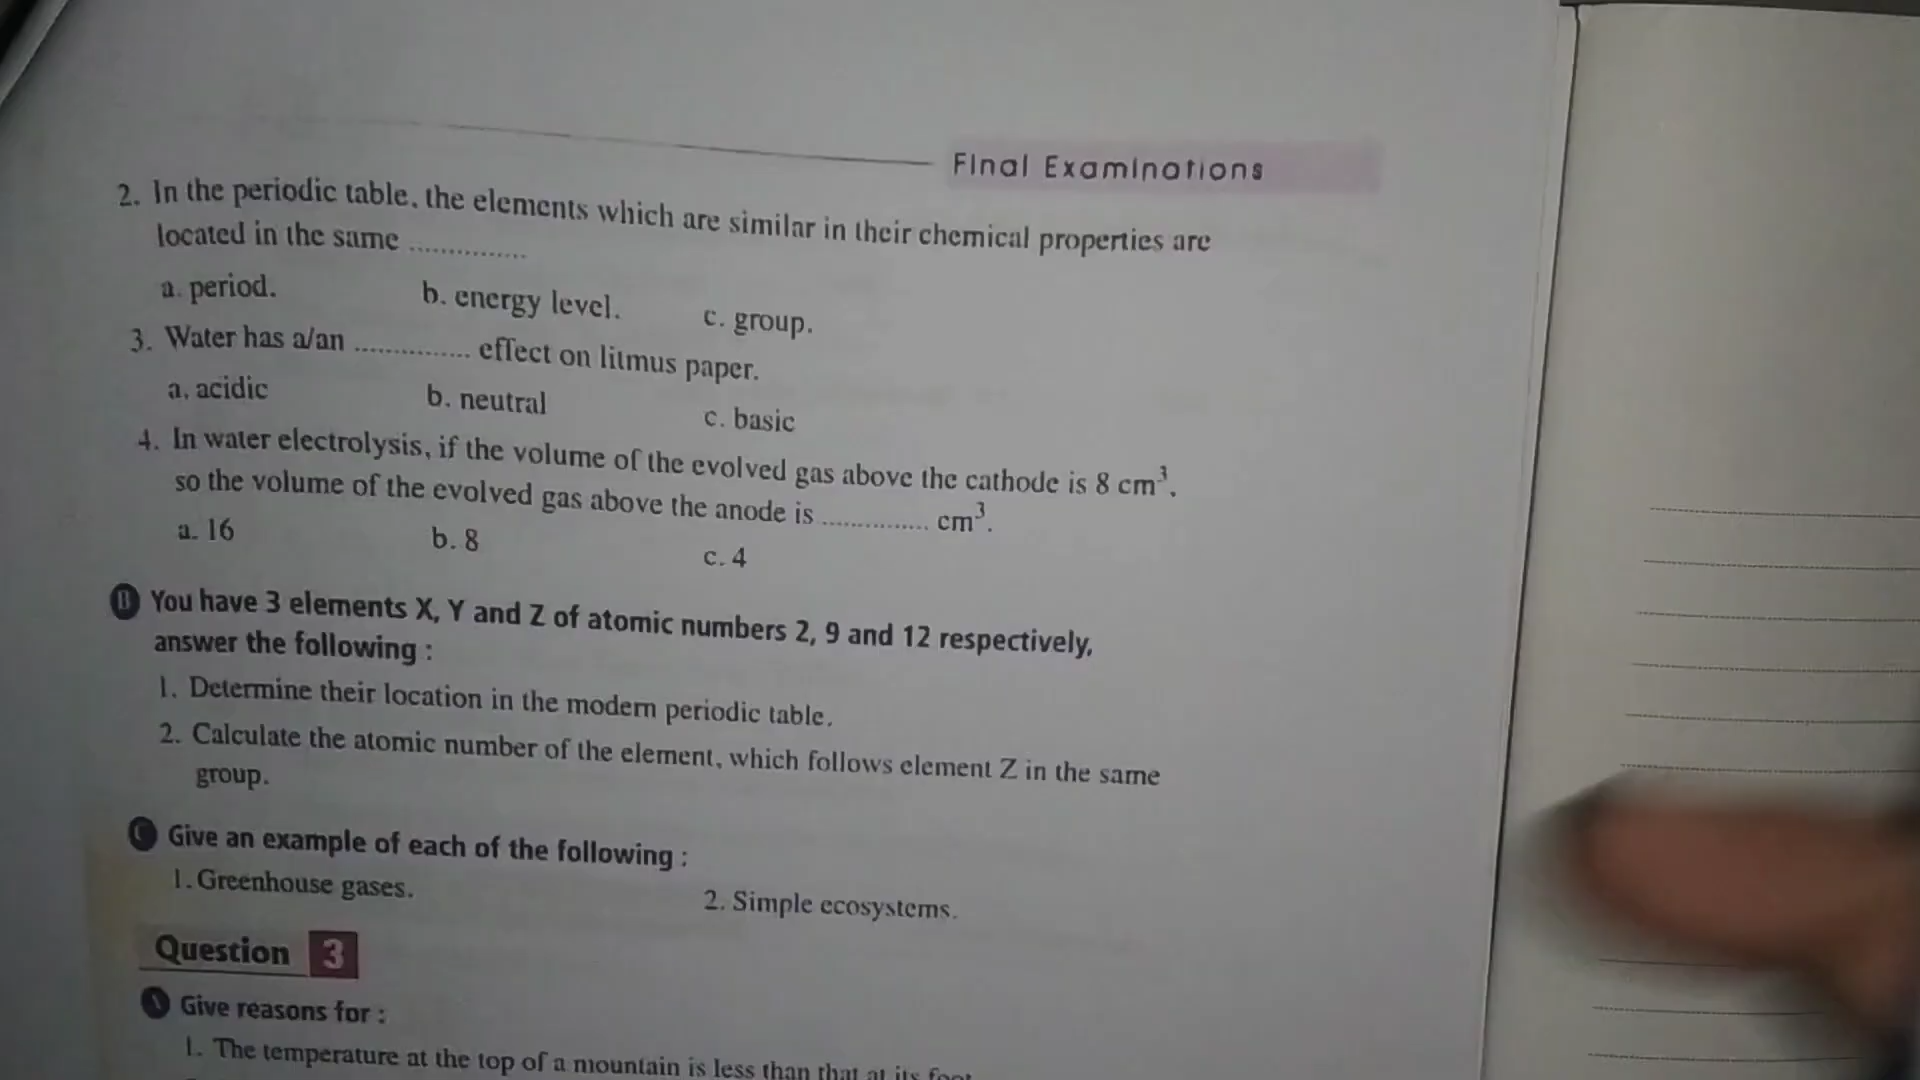 Final Examinations
2. In the periodic table, the elements which are similar in their chemical properties are
located in the same ..............
a. period. b. energy level. c. group.
3. Water has a/an .............. effect on litmus paper.
a. acidic b. neutral c. basic
4. In water electrolysis, if the volume of the evolved gas above the cathode is 8 cm³.
so the volume of the evolved gas above the anode is .............. cm³.
a. 16 b. 8 c. 4
B You have 3 elements X, Y and Z of atomic numbers 2, 9 and 12 respectively,
answer the following :
1. Determine their location in the modern periodic table.
2. Calculate the atomic number of the element, which follows element Z in the same
group.
C Give an example of each of the following :
1. Greenhouse gases. 2. Simple ecosystems.
Question 3
A Give reasons for :
1. The temperature at the top of a mountain is less than that at its foot